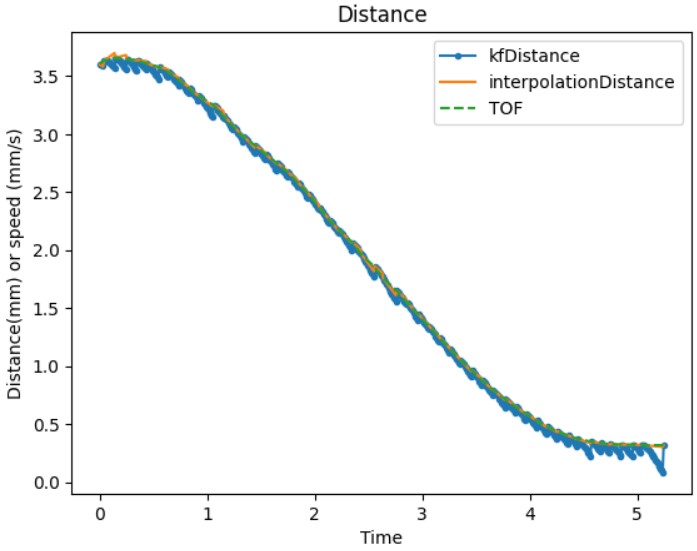 Distance
kfDistance
interpolationDistance
TOF
Distance(mm) or speed (mm/s)
3.5
3.0
2.5
2.0
1.5
1.0
0.5
0.0
0 1 2 3 4 5
Time